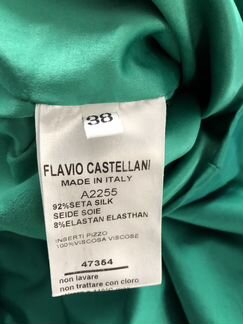 38
FLAVIO CASTELLANI
MADE IN ITALY
A2255
92%SETA SILK
SEIDE SOIE
8%ELASTAN ELASTHAN
INSERTI PIZZO
100%VISCOSA VISCOSE
47354
non lavare
non trattare con cloro